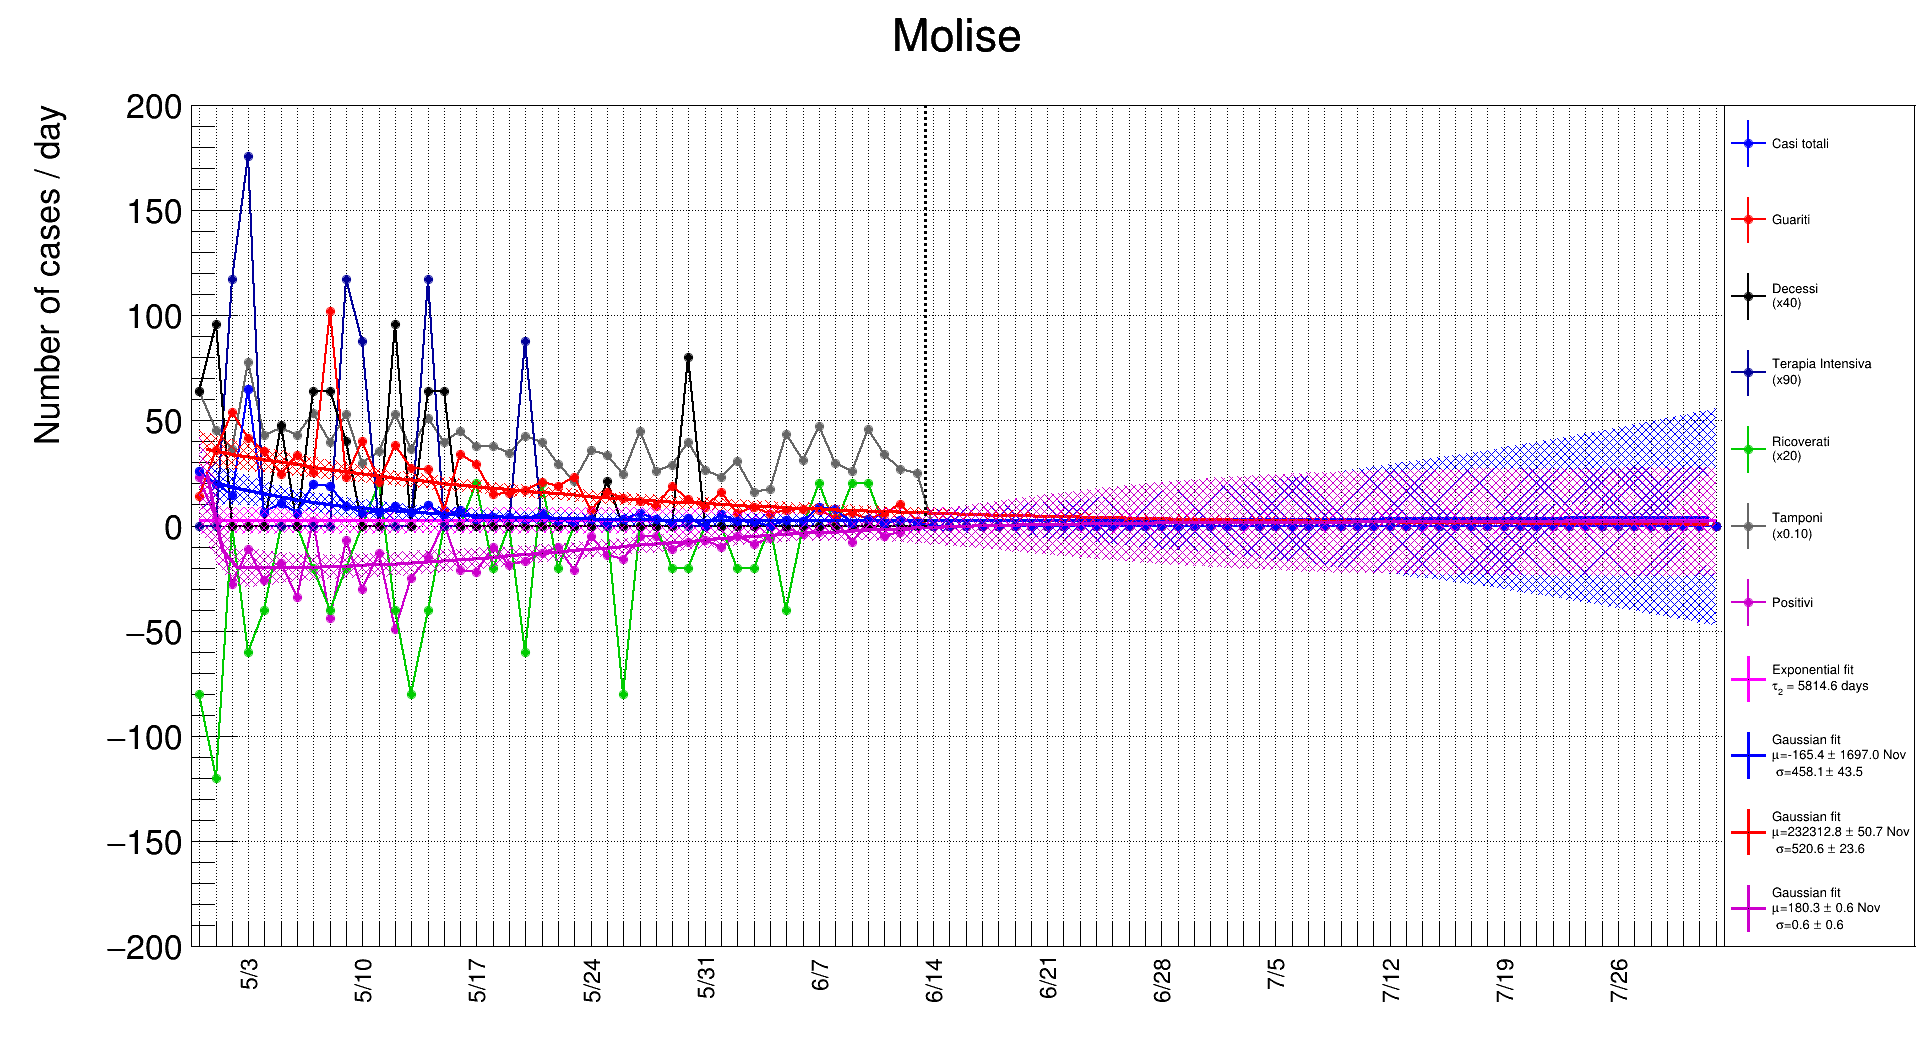 Molise
Number of cases / day
200
150
100
50
0
−50
−100
−150
−200
5/3
5/10
5/17
5/24
5/31
6/7
6/14
6/21
6/28
7/5
7/12
7/19
7/26
Casi totali
Guariti
Decessi
(x40)
Terapia Intensiva
(x90)
Ricoverati
(x20)
Tamponi
(x0.10)
Positivi
Exponential fit
τ₂ = 5814.6 days
Gaussian fit
μ=-165.4 ± 1697.0 Nov
σ=458.1 ± 43.5
Gaussian fit
μ=232312.8 ± 50.7 Nov
σ=520.6 ± 23.6
Gaussian fit
μ=180.3 ± 0.6 Nov
σ=0.6 ± 0.6